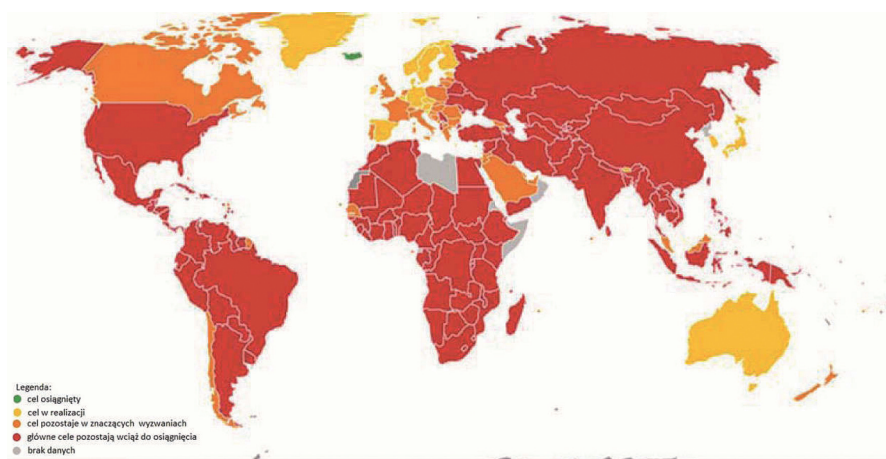 Legenda:
cel osiągnięty
cel w realizacji
cel pozostaje w znaczących wyzwaniach
główne cele pozostają wciąż do osiągnięcia
brak danych